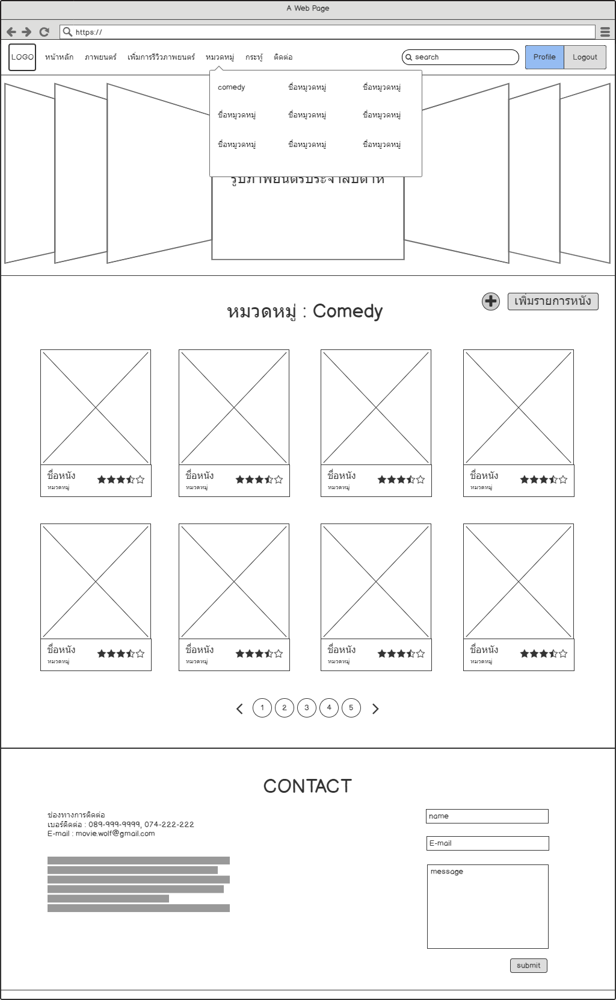 A Web Page
https://
LOGO หน้าหลัก ภาพยนตร์ เพิ่มการรีวิวภาพยนตร์ หมวดหมู่ กระทู้ ติดต่อ search Profile Logout
comedy ชื่อหมูวดหมู่ ชื่อหมูวดหมู่
ชื่อหมูวดหมู่ ชื่อหมูวดหมู่ ชื่อหมูวดหมู่
ชื่อหมูวดหมู่ ชื่อหมูวดหมู่ ชื่อหมูวดหมู่
รูปภาพยนตร์ประจำสัปดาห์
หมวดหมู่ : Comedy
เพิ่มรายการหนัง
ชื่อหนัง ชื่อหนัง ชื่อหนัง ชื่อหนัง
หมวดหมู่ หมวดหมู่ หมวดหมู่ หมวดหมู่
ชื่อหนัง ชื่อหนัง ชื่อหนัง ชื่อหนัง
หมวดหมู่ หมวดหมู่ หมวดหมู่ หมวดหมู่
1 2 3 4 5
CONTACT
ช่องทางการติดต่อ
เบอร์ติดต่อ : 089-999-9999, 074-222-222
E-mail : movie.wolf@gmail.com
name
E-mail
message
submit